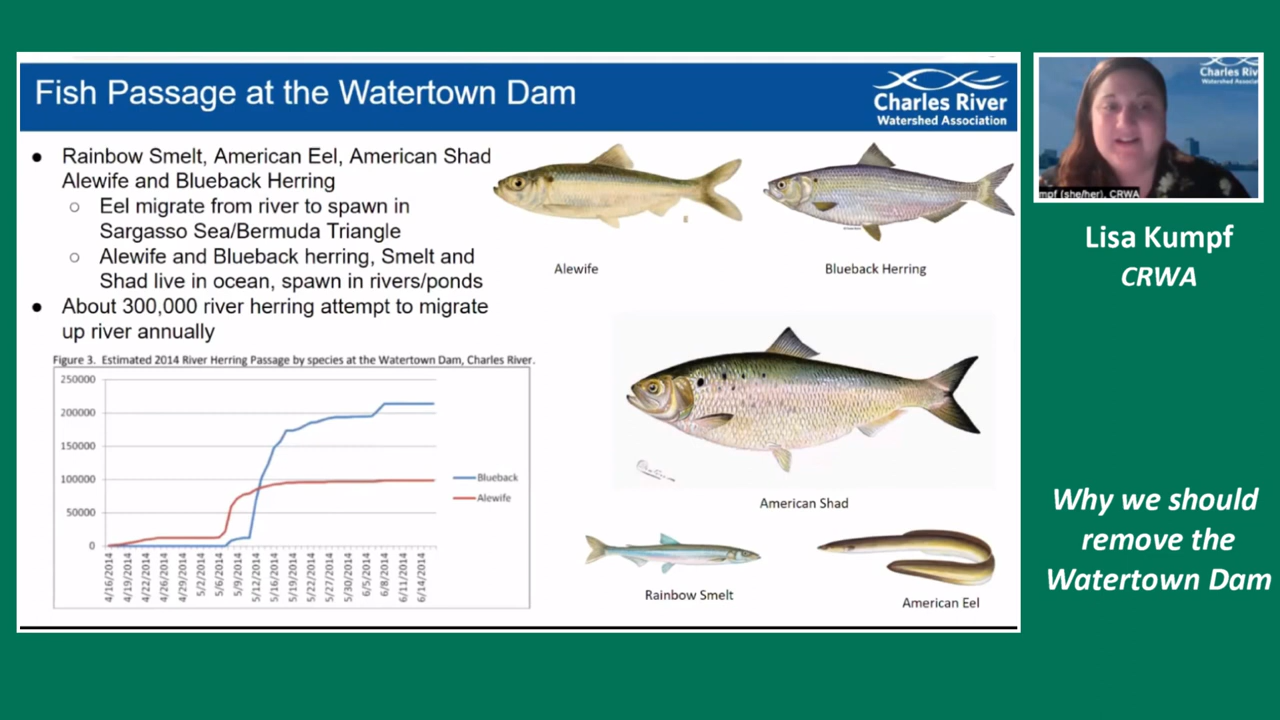 Fish Passage at the Watertown Dam
Charles River
Watershed Association
● Rainbow Smelt, American Eel, American Shad
Alewife and Blueback Herring
○ Eel migrate from river to spawn in
Sargasso Sea/Bermuda Triangle
○ Alewife and Blueback herring, Smelt and
Shad live in ocean, spawn in rivers/ponds
● About 300,000 river herring attempt to migrate
up river annually
Figure 3. Estimated 2014 River Herring Passage by species at the Watertown Dam, Charles River.
250000
200000
150000
100000
50000
0
4/16/2014
4/19/2014
4/22/2014
4/26/2014
4/29/2014
5/2/2014
5/6/2014
5/9/2014
5/12/2014
5/16/2014
5/19/2014
5/22/2014
5/27/2014
5/30/2014
6/5/2014
6/8/2014
6/11/2014
6/14/2014
Blueback
Alewife
Alewife
Blueback Herring
American Shad
Rainbow Smelt
American Eel
Charles Riv
Watershed Associat
mpf (she/her), CRWA
Lisa Kumpf
CRWA
Why we should
remove the
Watertown Dam